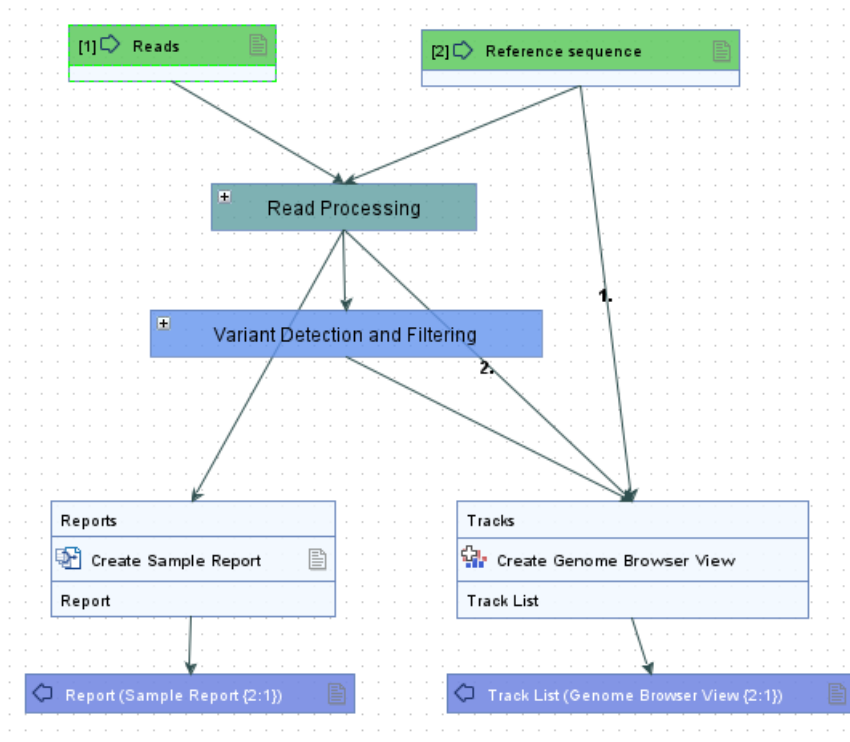 [1] Reads
[2] Reference sequence
Read Processing
1.
Variant Detection and Filtering
2.
Reports
Create Sample Report
Report
Tracks
Create Genome Browser View
Track List
Report (Sample Report {2:1})
Track List (Genome Browser View {2:1})